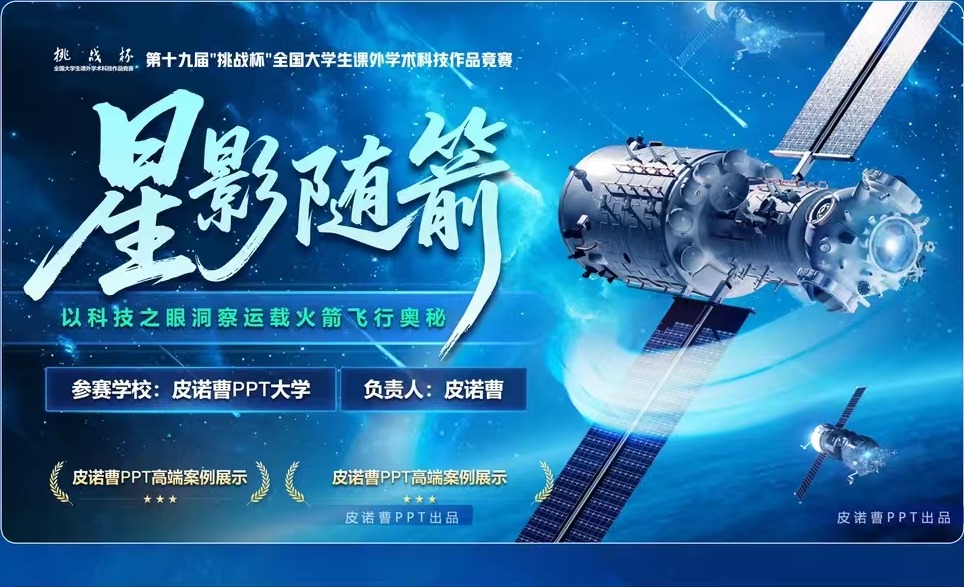 挑战杯
全国大学生课外学术科技作品竞赛
第十九届"挑战杯"全国大学生课外学术科技作品竞赛
星影随箭
以科技之眼洞察运载火箭飞行奥秘
参赛学校：皮诺曹PPT大学
负责人：皮诺曹
皮诺曹PPT高端案例展示
皮诺曹PPT高端案例展示
皮诺曹PPT出品
皮诺曹PPT出品